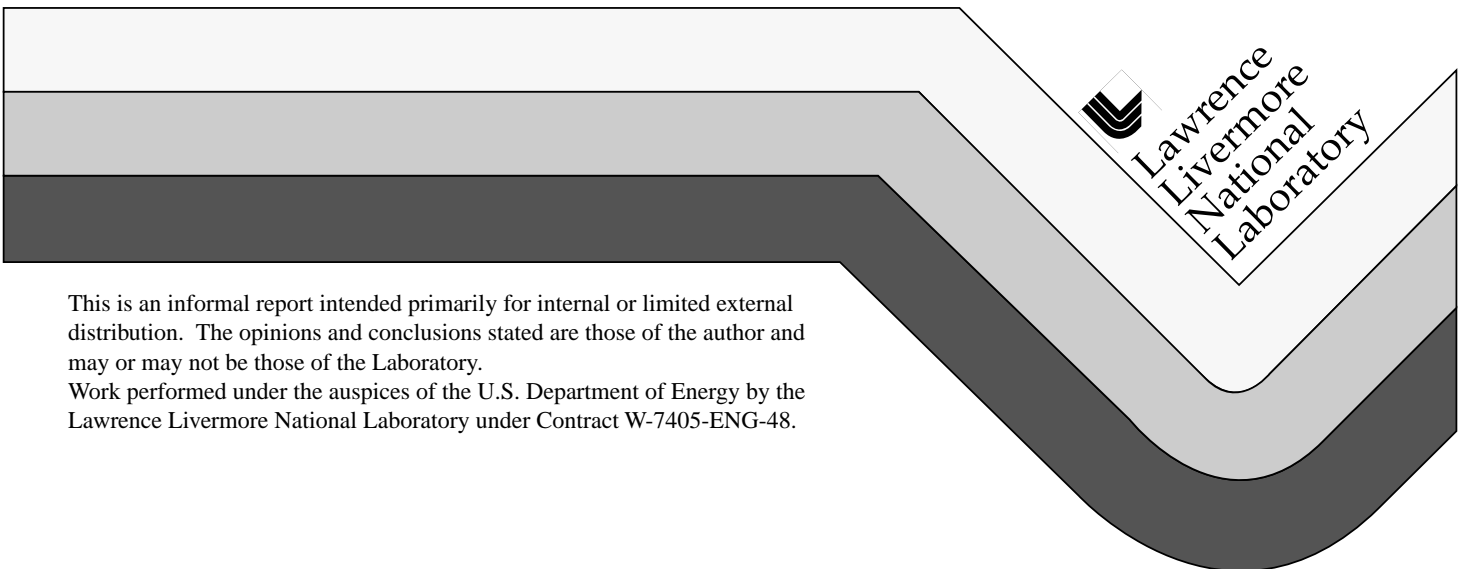 Lawrence
Livermore
National
Laboratory
This is an informal report intended primarily for internal or limited external
distribution.  The opinions and conclusions stated are those of the author and
may or may not be those of the Laboratory.
Work performed under the auspices of the U.S. Department of Energy by the
Lawrence Livermore National Laboratory under Contract W-7405-ENG-48.